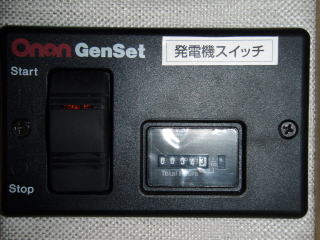 Onan GenSet
発電機スイッチ
Start
Total Hours
Stop